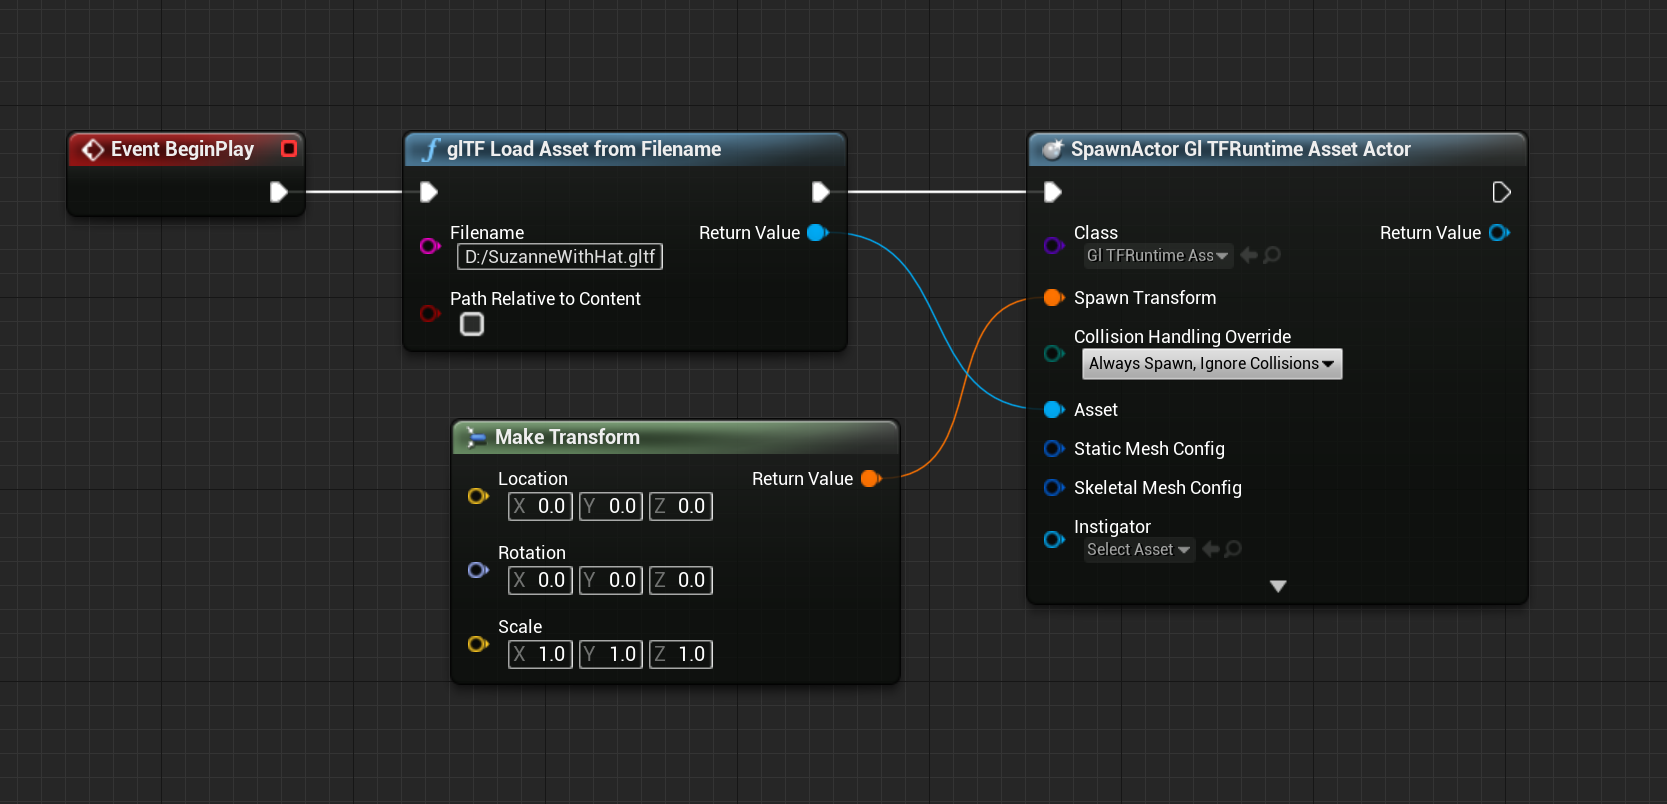 Event BeginPlay
glTF Load Asset from Filename
Filename
D:/SuzanneWithHat.gltf
Return Value
Path Relative to Content
Make Transform
Location
X 0.0 Y 0.0 Z 0.0
Return Value
Rotation
X 0.0 Y 0.0 Z 0.0
Scale
X 1.0 Y 1.0 Z 1.0
SpawnActor Gl TFRuntime Asset Actor
Class
Gl TFRuntime Ass
Return Value
Spawn Transform
Collision Handling Override
Always Spawn, Ignore Collisions
Asset
Static Mesh Config
Skeletal Mesh Config
Instigator
Select Asset